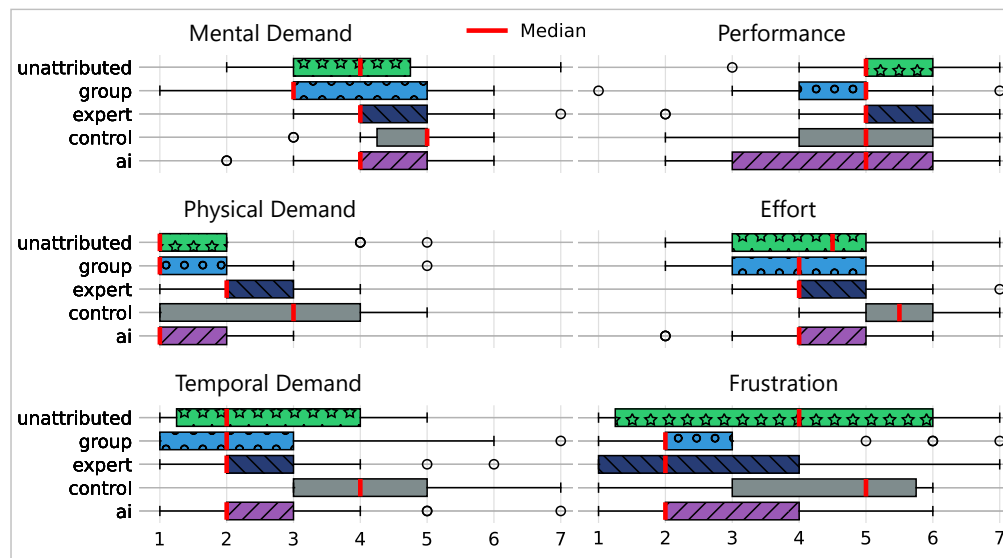 Mental Demand
Median
Performance
unattributed
group
expert
control
ai
Physical Demand
Effort
unattributed
group
expert
control
ai
Temporal Demand
Frustration
unattributed
group
expert
control
ai
1 2 3 4 5 6 7 1 2 3 4 5 6 7